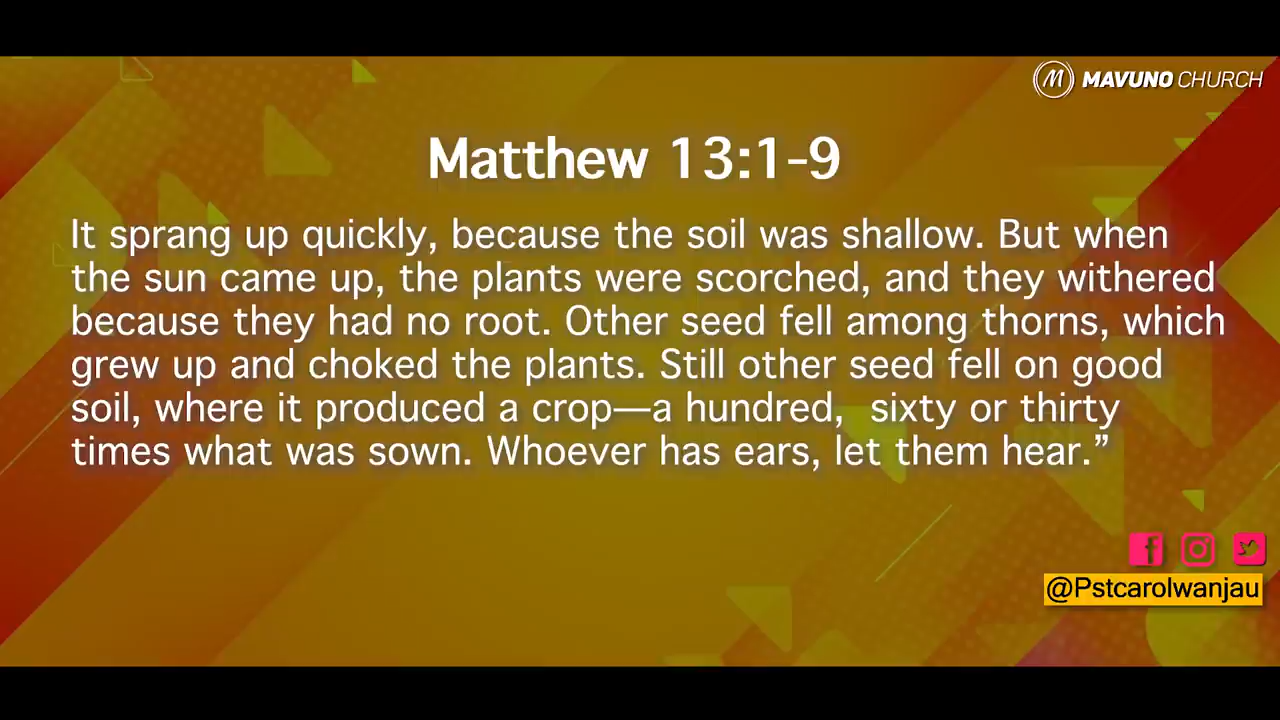 MAVUNO CHURCH
Matthew 13:1-9
It sprang up quickly, because the soil was shallow. But when
the sun came up, the plants were scorched, and they withered
because they had no root. Other seed fell among thorns, which
grew up and choked the plants. Still other seed fell on good
soil, where it produced a crop—a hundred,  sixty or thirty
times what was sown. Whoever has ears, let them hear.”
@Pstcarolwanjau